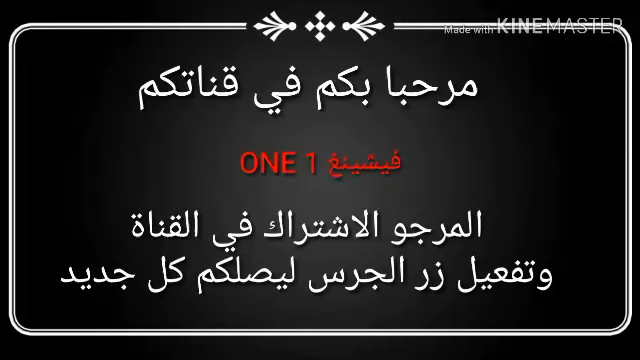 Made with KINEMASTER
مرحبا بكم في قناتكم
فيشينغ ONE 1
المرجو الاشتراك في القناة
وتفعيل زر الجرس ليصلكم كل جديد